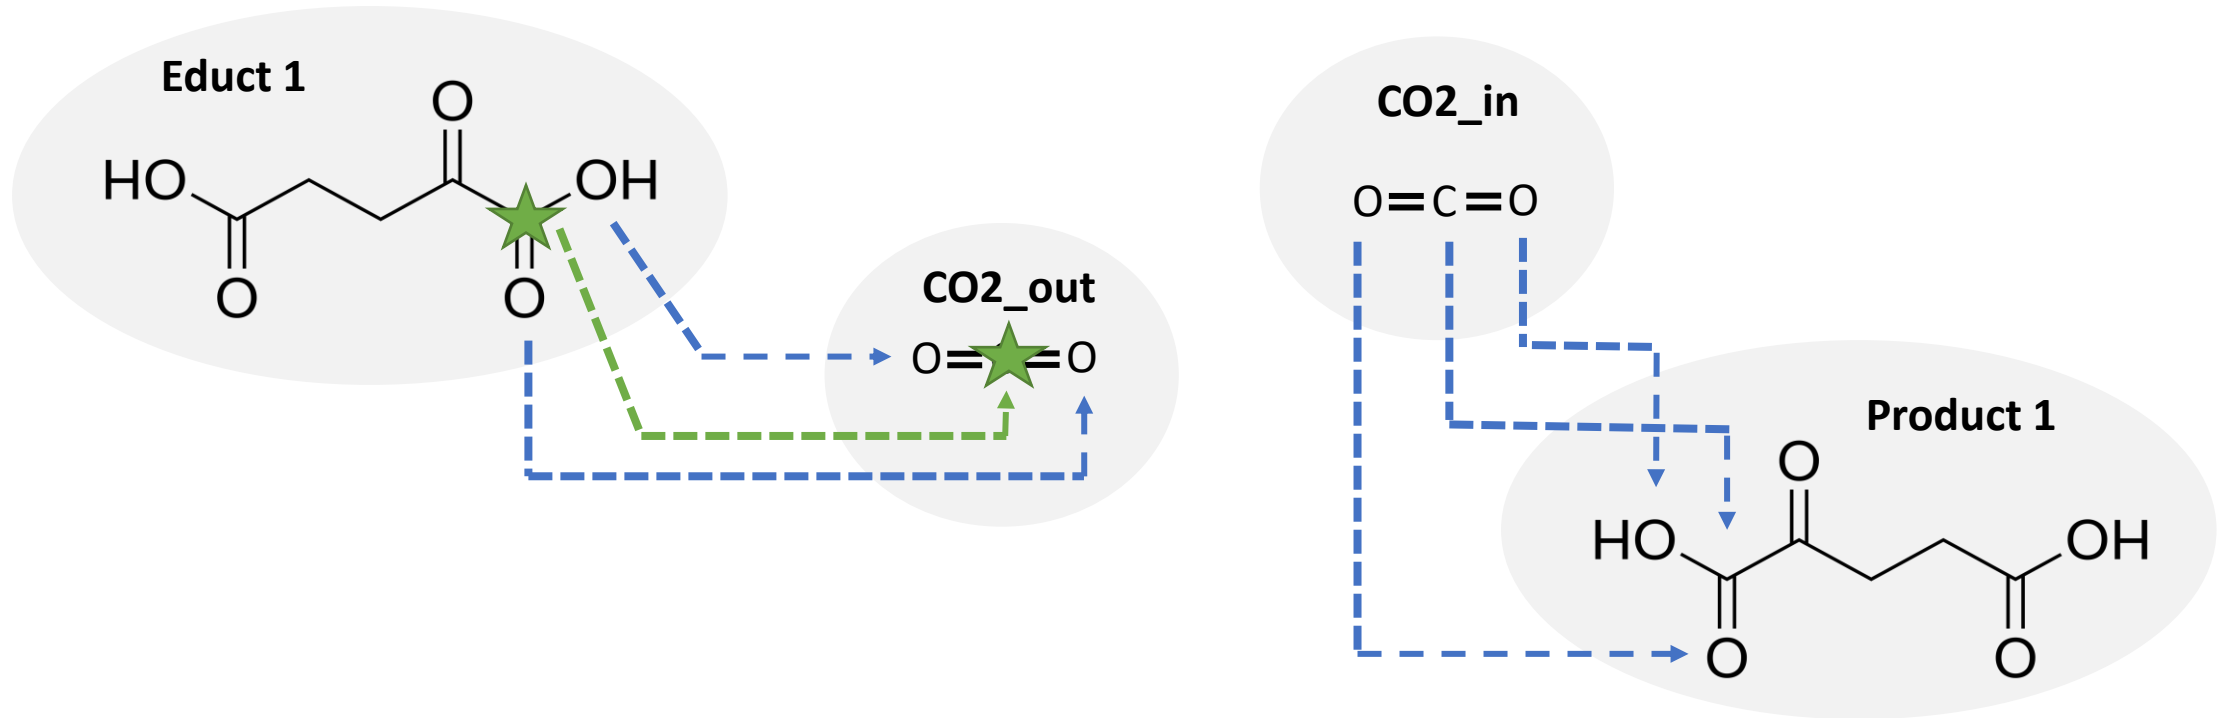 Educt 1
O
HO
OH
O
O
CO2_out
O
O
CO2_in
O=C=O
Product 1
O
HO
OH
O
O